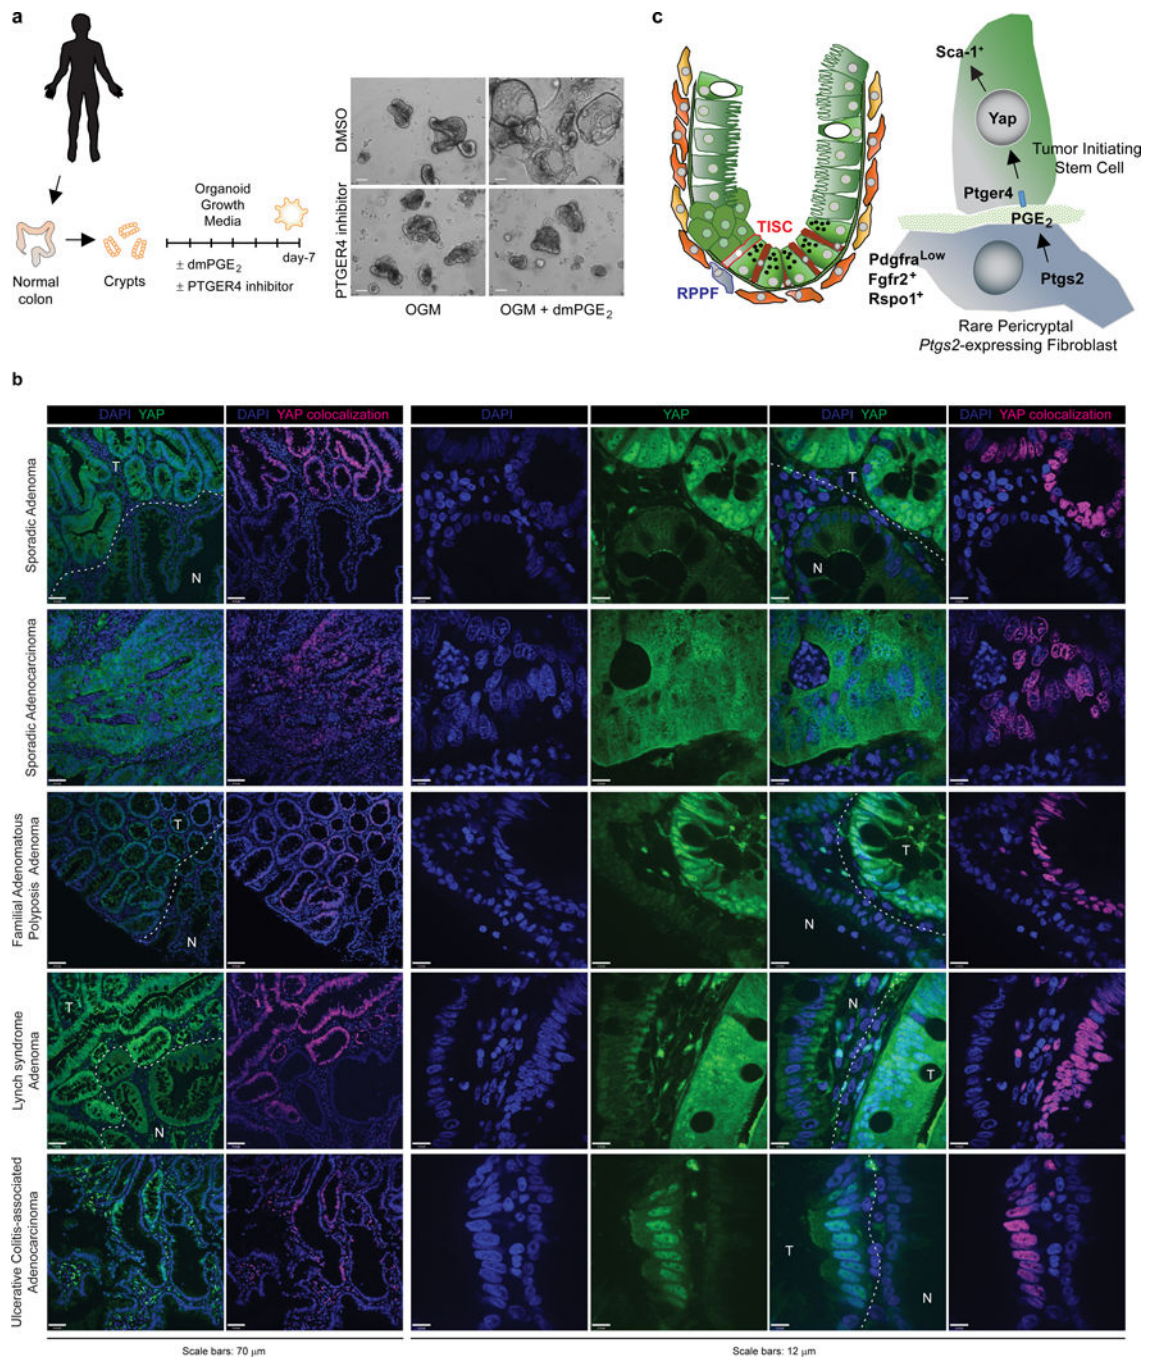 a
Normal
colon
Crypts
Organoid
Growth
Media
± dmPGE2
± PTGER4 inhibitor
day-7
DMSO
PTGER4 inhibitor
OGM
OGM + dmPGE2
c
TISC
RPPF
Sca-1+
Yap
Tumor Initiating
Stem Cell
Ptger4
PGE2
PdgfraLow
Fgfr2+
Rspo1+
Ptgs2
Rare Pericryptal
Ptgs2-expressing Fibroblast
b
DAPI YAP
DAPI YAP colocalization
DAPI
YAP
DAPI YAP
DAPI YAP colocalization
Sporadic Adenoma
T
N
T
N
Sporadic Adenocarcinoma
Familial Adenomatous
Polyposis Adenoma
T
N
T
N
Lynch syndrome
Adenoma
T
N
N
T
Ulcerative Colitis-associated
Adenocarcinoma
T
N
Scale bars: 70 μm
Scale bars: 12 μm